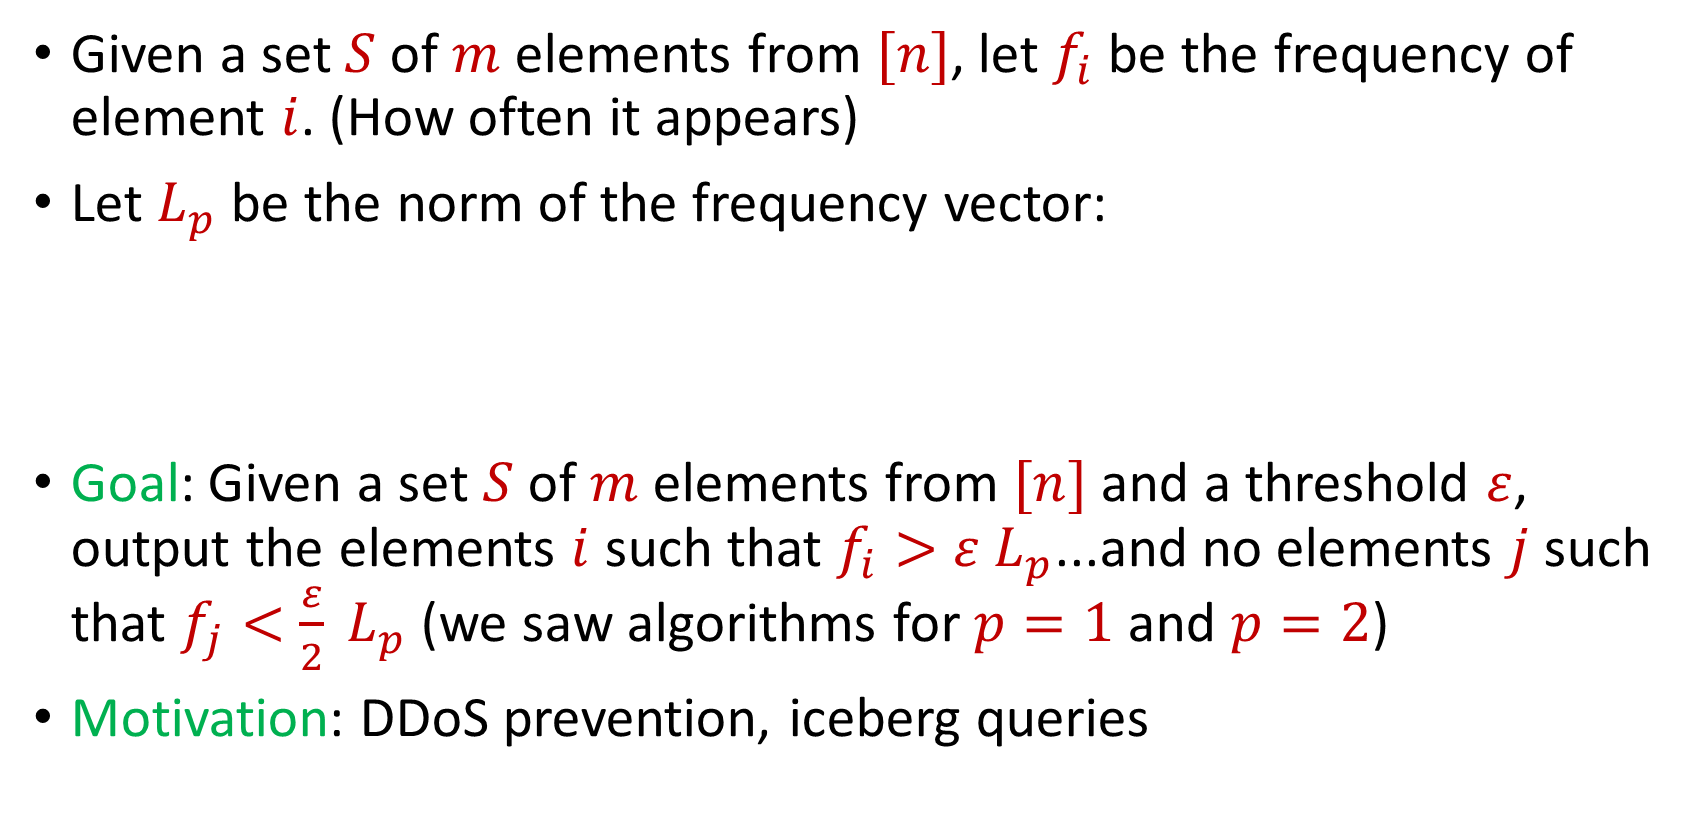 • Given a set S of m elements from [n], let fᵢ be the frequency of
element i. (How often it appears)
• Let Lₚ be the norm of the frequency vector:
• Goal: Given a set S of m elements from [n] and a threshold ε,
output the elements i such that fᵢ > ε Lₚ...and no elements j such
that fⱼ < ε/2 Lₚ (we saw algorithms for p = 1 and p = 2)
• Motivation: DDoS prevention, iceberg queries